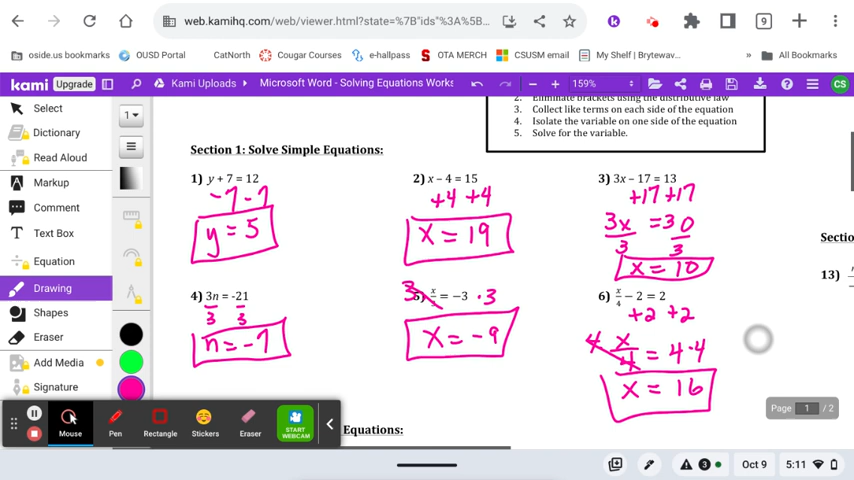 web.kamihq.com/web/viewer.html?state=%7B"ids"%3A%5B...
9
oside.us bookmarks OUSD Portal CatNorth Cougar Courses e-hallpass OTA MERCH CSUSM email My Shelf | Brytewav... » All Bookmarks
kami Upgrade Kami Uploads Microsoft Word - Solving Equations Works 159% CS
Select
Dictionary
Read Aloud
Markup
Comment
Text Box
Equation
Drawing
Shapes
Eraser
Add Media
Signature
1
2. Eliminate brackets using the distributive law
3. Collect like terms on each side of the equation
4. Isolate the variable on one side of the equation
5. Solve for the variable.
Section 1: Solve Simple Equations:
1) y + 7 = 12
-7 -7
y = 5
2) x – 4 = 15
+4 +4
x = 19
3) 3x – 17 = 13
+17 +17
3x = 30
3 3
x = 10
4) 3n = -21
3 3
n = -7
3 5) x/3 = −3 · 3
x = -9
6) x/4 – 2 = 2
+2 +2
4 x/4 = 4·4
x = 16
Sectio
13)
Page 1 / 2
Equations:
Mouse Pen Rectangle Stickers Eraser START WEBCAM
3 Oct 9 5:11